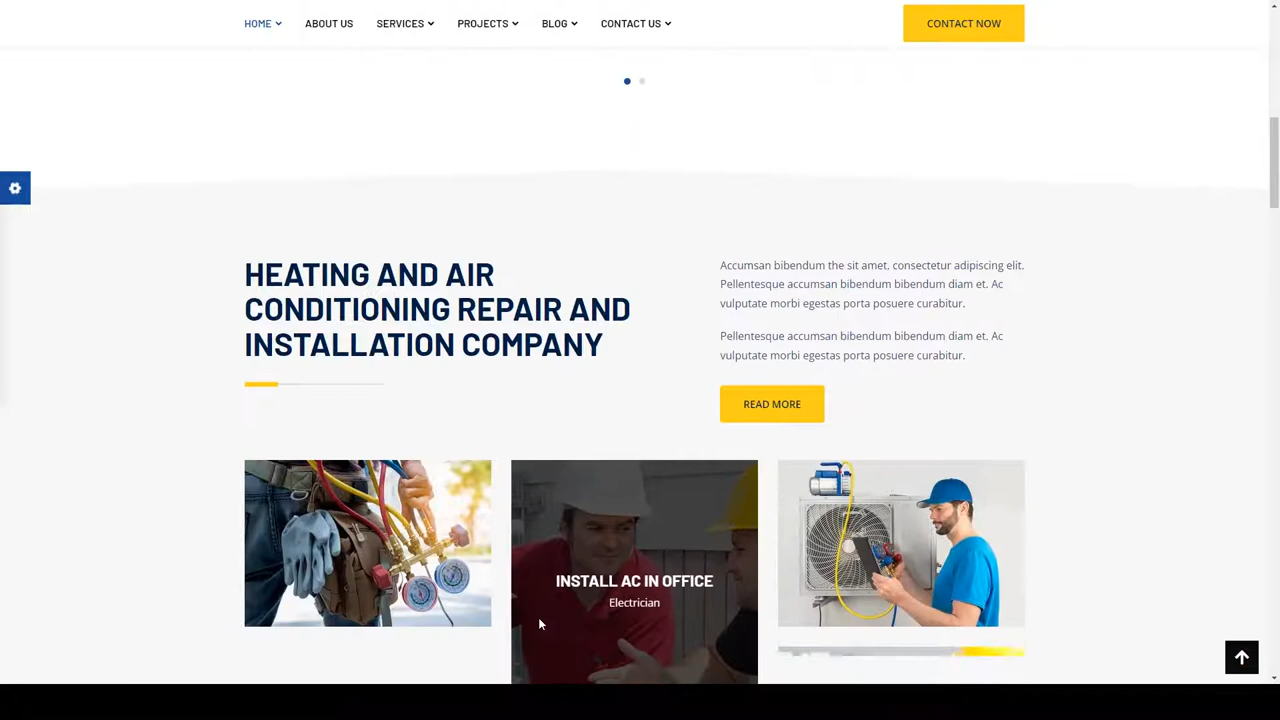 HOME ABOUT US SERVICES PROJECTS BLOG CONTACT US CONTACT NOW
HEATING AND AIR
CONDITIONING REPAIR AND
INSTALLATION COMPANY
Accumsan bibendum the sit amet, consectetur adipiscing elit.
Pellentesque accumsan bibendum bibendum diam et. Ac
vulputate morbi egestas porta posuere curabitur.
Pellentesque accumsan bibendum bibendum diam et. Ac
vulputate morbi egestas porta posuere curabitur.
READ MORE
INSTALL AC IN OFFICE
Electrician